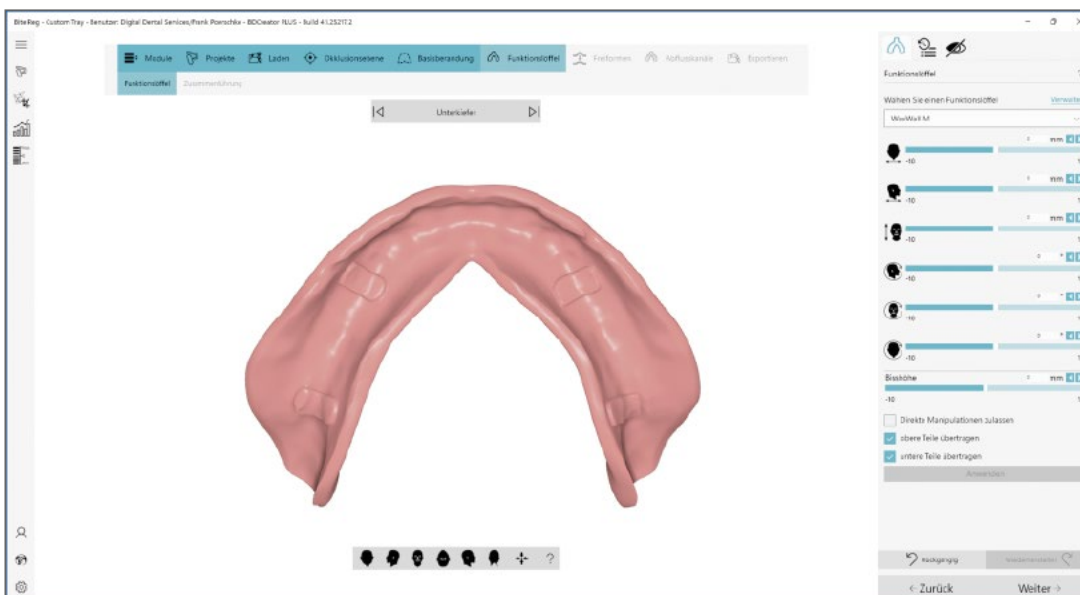 BiteReg - Custom Tray - Benutzer: Digital Dental Services/Frank Poerschke - BDCreator PLUS - Build 4.1.25217.2
Module
Projekte
Laden
Okklusionsebene
Basisberandung
Funktionslöffel
Freiformen
Abflusskanäle
Exportieren
Funktionslöffel
Zusammenführung
Unterkiefer
Funktionslöffel
Wählen Sie einen Funktionslöffel
mm
-10
mm
-10
mm
-10
°
-10
°
-10
°
-10
Bisshöhe
mm
-10
Direkte Manipulationen zulassen
obere Teile übertragen
untere Teile übertragen
Anwenden
?
Rückgängig
Zurück
Weiter